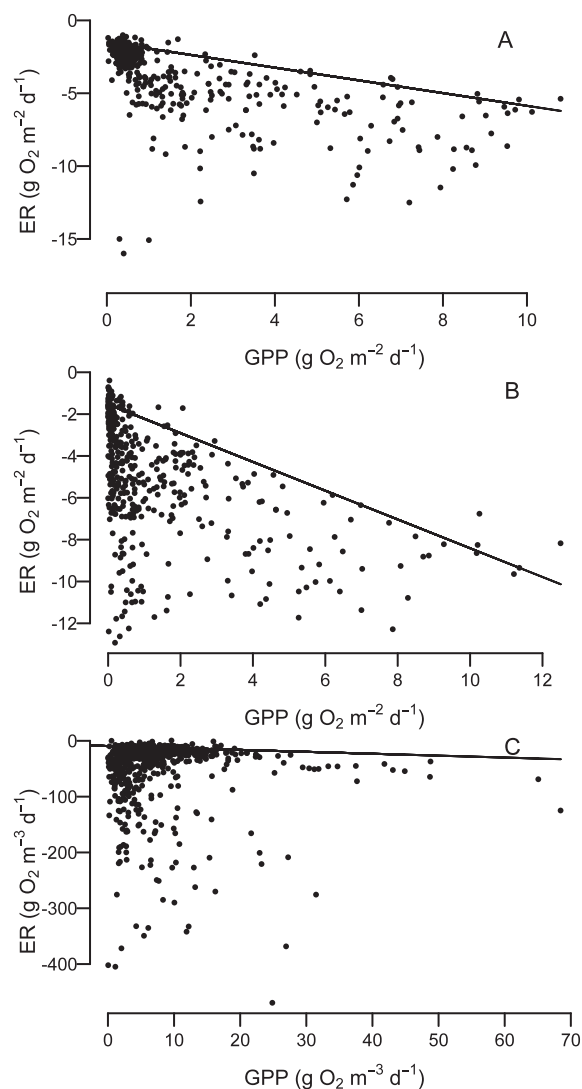 A
ER (g O₂ m⁻² d⁻¹)
0
-5
-10
-15
0 2 4 6 8 10
GPP (g O₂ m⁻² d⁻¹)
B
ER (g O₂ m⁻² d⁻¹)
0
-2
-4
-6
-8
-10
-12
0 2 4 6 8 10 12
GPP (g O₂ m⁻² d⁻¹)
C
ER (g O₂ m⁻³ d⁻¹)
0
-100
-200
-300
-400
0 10 20 30 40 50 60 70
GPP (g O₂ m⁻³ d⁻¹)